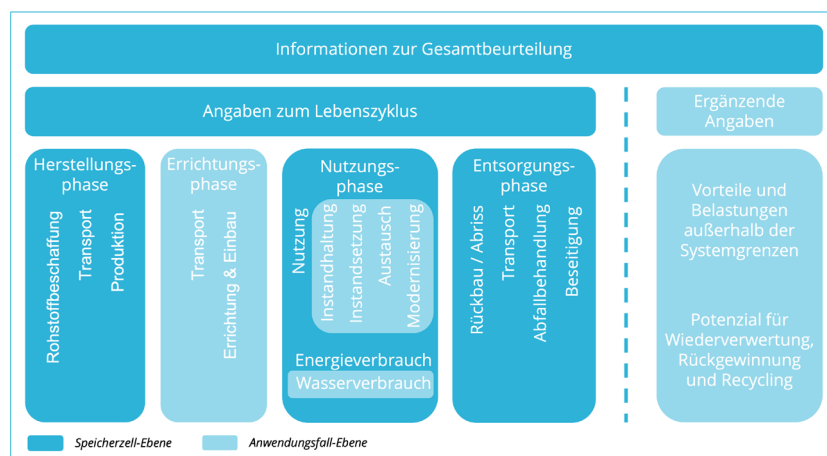 Informationen zur Gesamtbeurteilung
Angaben zum Lebenszyklus
Ergänzende
Angaben
Herstellungs-
phase
Rohstoffbeschaffung
Transport
Produktion
Errichtungs-
phase
Transport
Errichtung & Einbau
Nutzungs-
phase
Nutzung
Instandhaltung
Instandsetzung
Austausch
Modernisierung
Energieverbrauch
Wasserverbrauch
Entsorgungs-
phase
Rückbau / Abriss
Transport
Abfallbehandlung
Beseitigung
Vorteile und
Belastungen
außerhalb der
Systemgrenzen
Potenzial für
Wiederverwertung,
Rückgewinnung
und Recycling
Speicherzell-Ebene
Anwendungsfall-Ebene